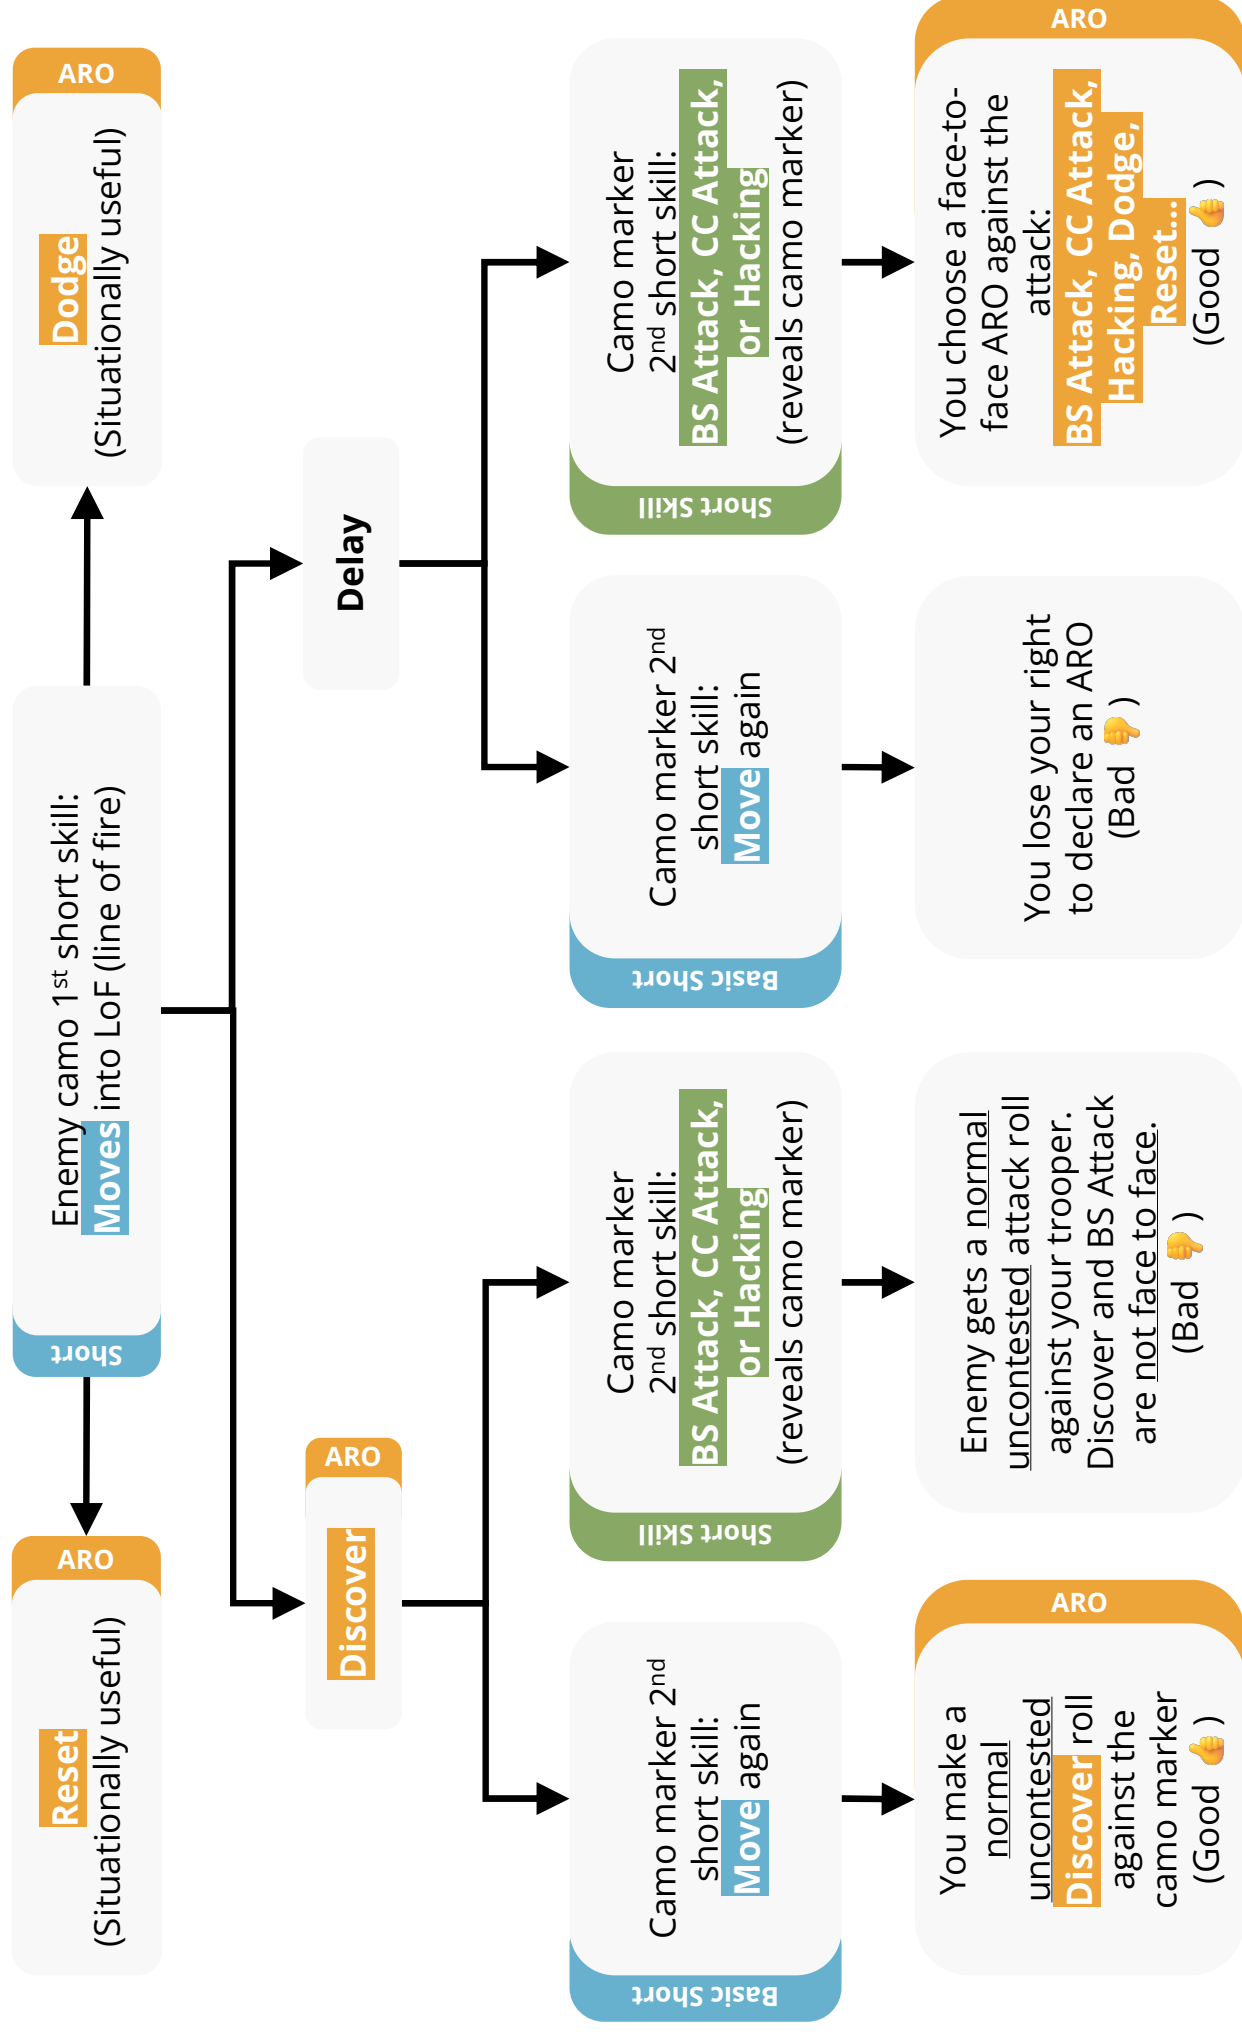 Reset
(Situationally useful)
ARO
Short
Enemy camo 1st short skill:
Moves into LoF (line of fire)
Dodge
(Situationally useful)
ARO
Discover
ARO
Delay
Basic Short
Camo marker 2nd
short skill:
Move again
Short Skill
Camo marker
2nd short skill:
BS Attack, CC Attack,
or Hacking
(reveals camo marker)
Basic Short
Camo marker 2nd
short skill:
Move again
Short Skill
Camo marker
2nd short skill:
BS Attack, CC Attack,
or Hacking
(reveals camo marker)
You make a
normal
uncontested
Discover roll
against the
camo marker
(Good 👍)
ARO
Enemy gets a normal
uncontested attack roll
against your trooper.
Discover and BS Attack
are not face to face.
(Bad 👎)
You lose your right
to declare an ARO
(Bad 👎)
You choose a face-to-
face ARO against the
attack:
BS Attack, CC Attack,
Hacking, Dodge,
Reset...
(Good 👍)
ARO